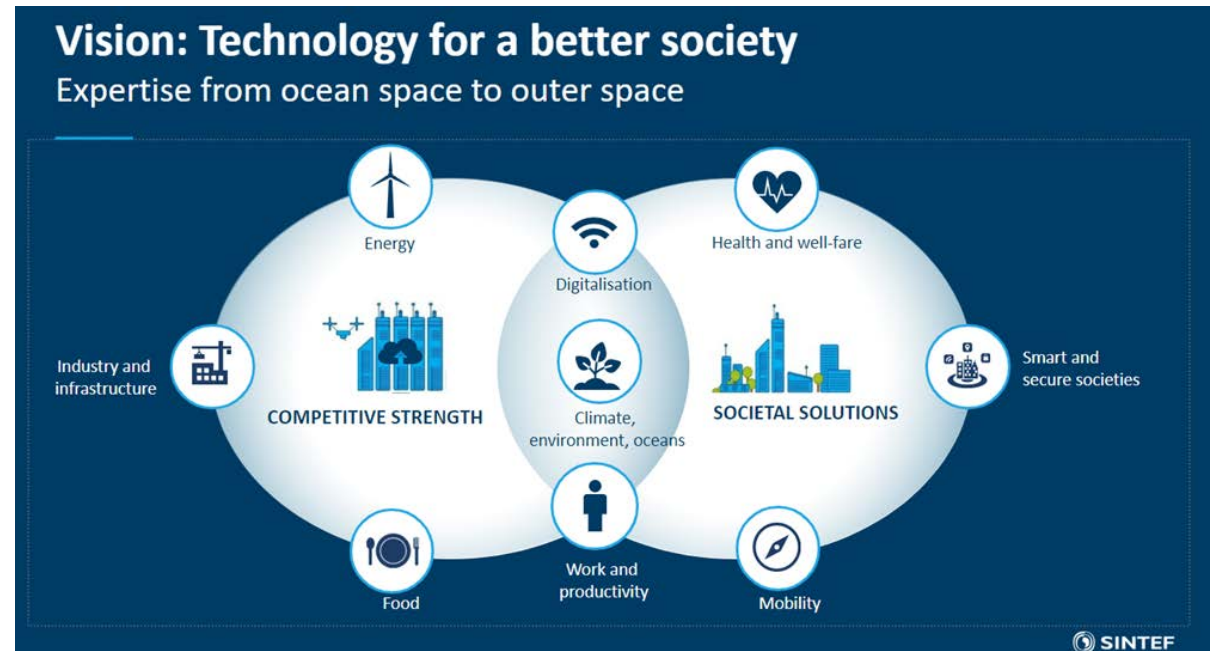 Vision: Technology for a better society
Expertise from ocean space to outer space
Energy
Digitalisation
Health and well-fare
Industry and
infrastructure
COMPETITIVE STRENGTH
Climate,
environment, oceans
SOCIETAL SOLUTIONS
Smart and
secure societies
Food
Work and
productivity
Mobility
SINTEF